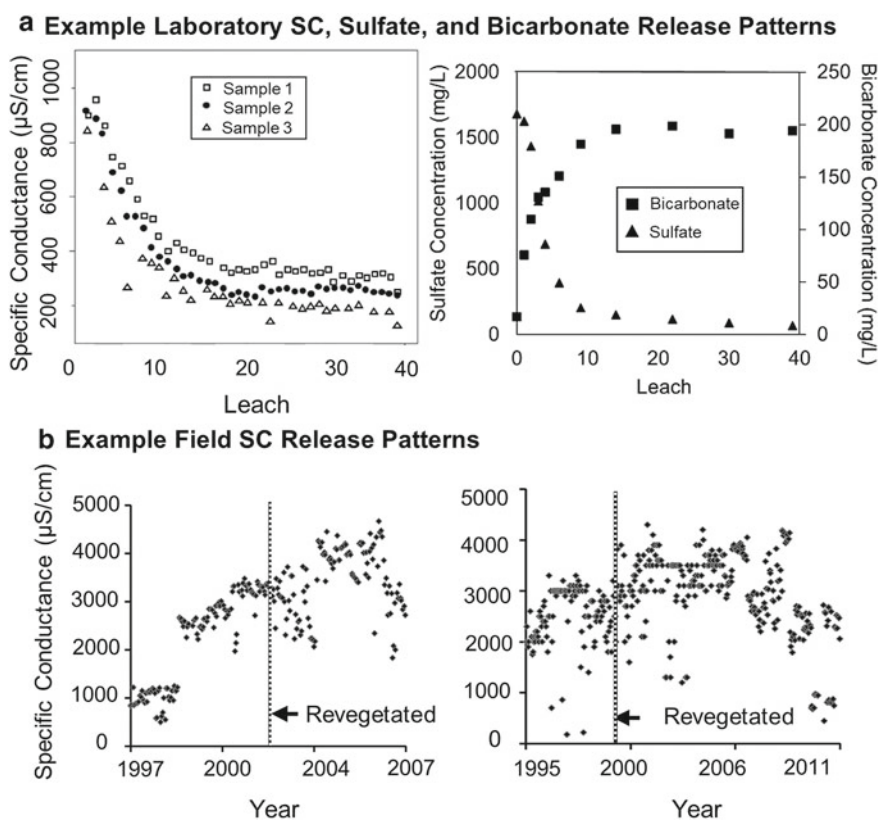 a Example Laboratory SC, Sulfate, and Bicarbonate Release Patterns
Specific Conductance (µS/cm)
1000
800
600
400
200
0
10
20
30
40
Leach
Sample 1
Sample 2
Sample 3
Sulfate Concentration (mg/L)
2000
1500
1000
500
0
0
10
20
30
40
Leach
Bicarbonate
Sulfate
250
200
150
100
50
0
Bicarbonate Concentration (mg/L)
b Example Field SC Release Patterns
Specific Conductance (µS/cm)
5000
4000
3000
2000
1000
0
1997
2000
2004
2007
Year
Revegetated
5000
4000
3000
2000
1000
0
1995
2000
2006
2011
Year
Revegetated